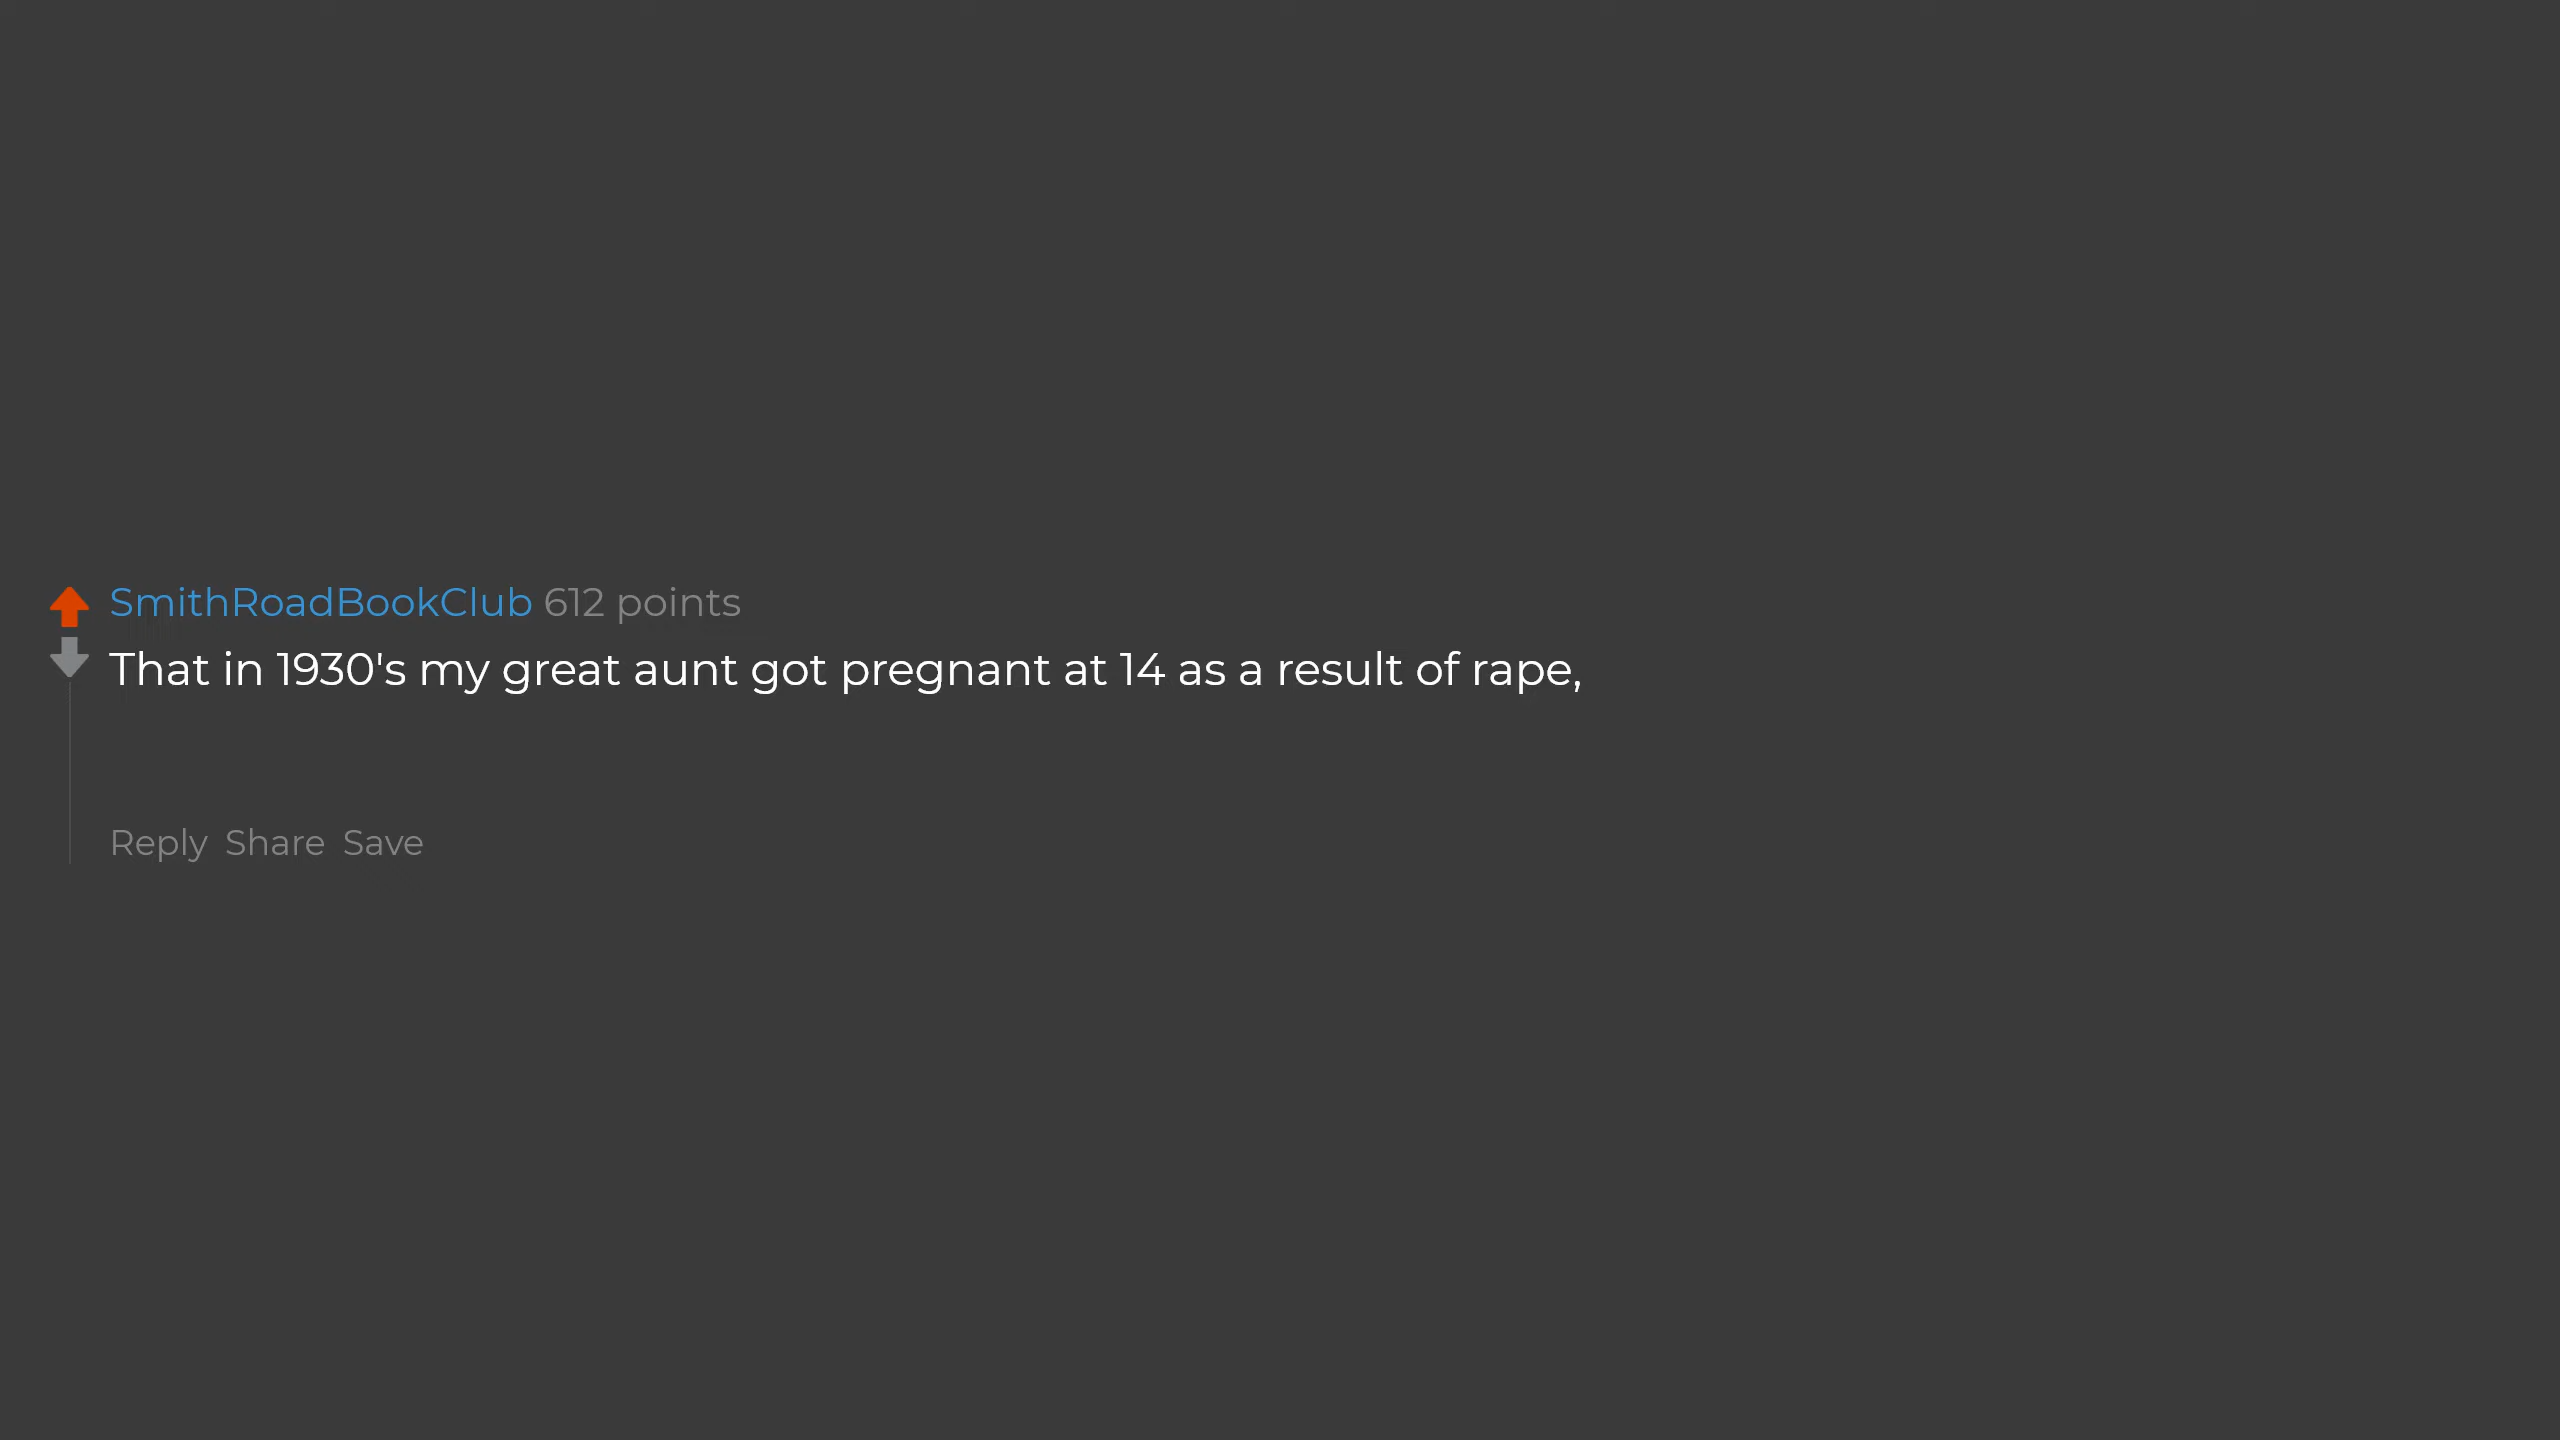 SmithRoadBookClub 612 points
That in 1930's my great aunt got pregnant at 14 as a result of rape,
Reply Share Save